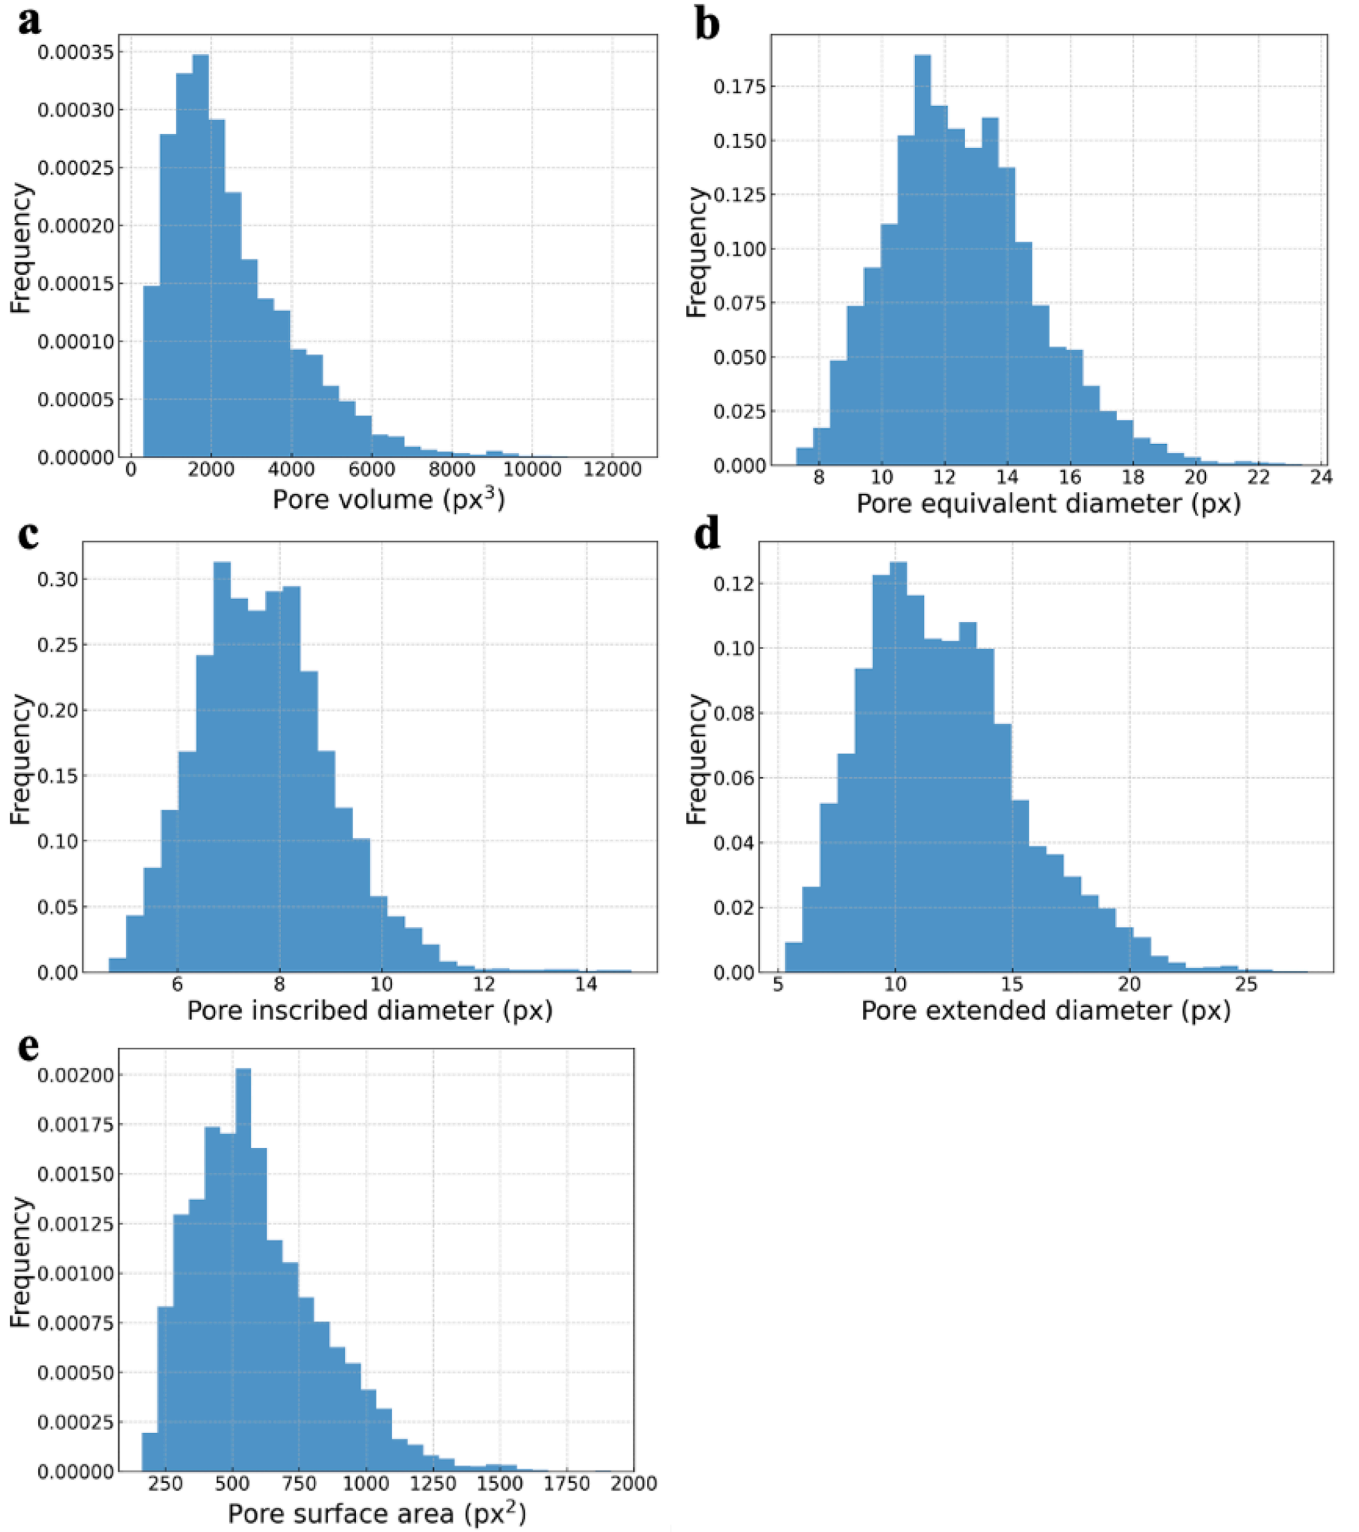 a
0.00035
0.00030
0.00025
0.00020
0.00015
0.00010
0.00005
0.00000
Frequency
0 2000 4000 6000 8000 10000 12000
Pore volume (px³)
b
0.175
0.150
0.125
0.100
0.075
0.050
0.025
0.000
Frequency
8 10 12 14 16 18 20 22 24
Pore equivalent diameter (px)
c
0.30
0.25
0.20
0.15
0.10
0.05
0.00
Frequency
6 8 10 12 14
Pore inscribed diameter (px)
d
0.12
0.10
0.08
0.06
0.04
0.02
0.00
Frequency
5 10 15 20 25
Pore extended diameter (px)
e
0.00200
0.00175
0.00150
0.00125
0.00100
0.00075
0.00050
0.00025
0.00000
Frequency
250 500 750 1000 1250 1500 1750 2000
Pore surface area (px²)